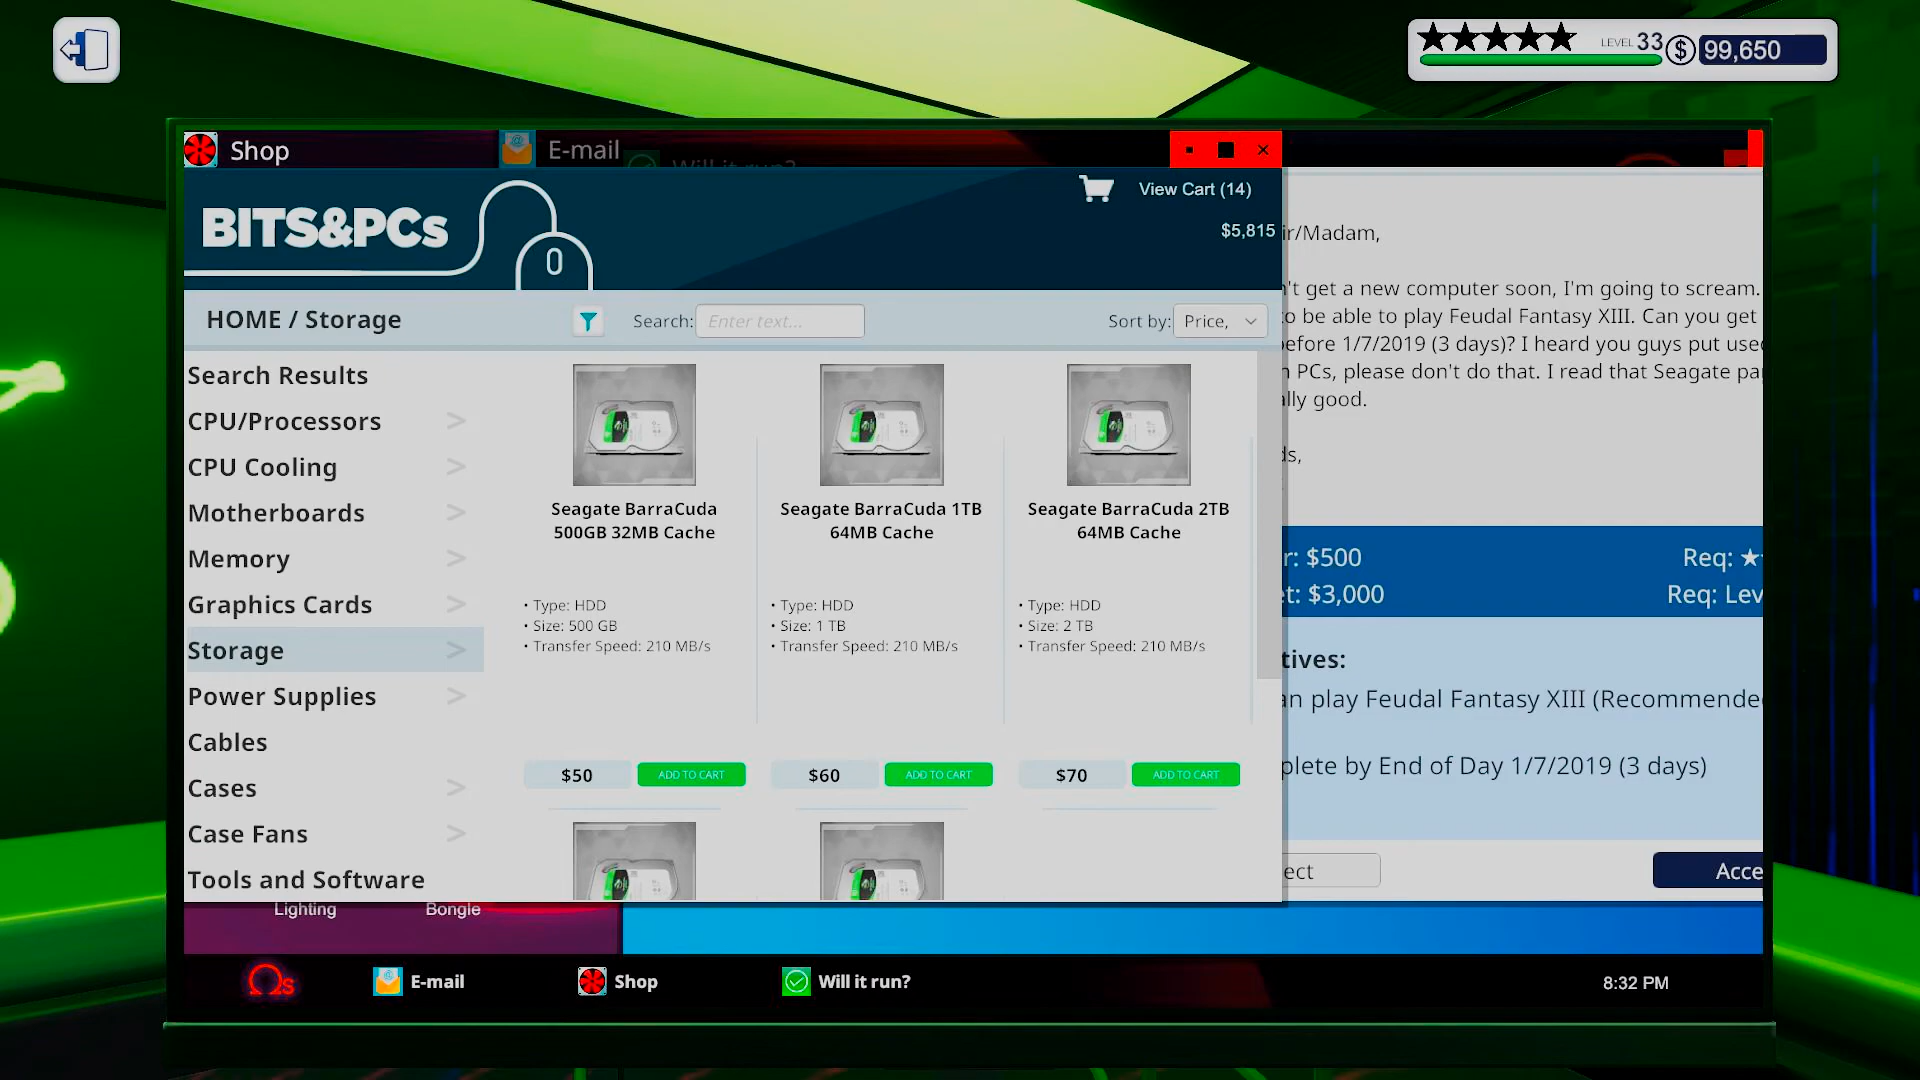 LEVEL 33 $ 99,650
Shop
E-mail
Will it run?
View Cart (14)
BITS&PCs
$5,815
HOME / Storage
Search: Enter text...
Sort by: Price,
Search Results
CPU/Processors >
CPU Cooling >
Motherboards >
Memory >
Graphics Cards >
Storage >
Power Supplies >
Cables
Cases >
Case Fans >
Tools and Software
Seagate BarraCuda
500GB 32MB Cache
• Type: HDD
• Size: 500 GB
• Transfer Speed: 210 MB/s
$50 ADD TO CART
Seagate BarraCuda 1TB
64MB Cache
• Type: HDD
• Size: 1 TB
• Transfer Speed: 210 MB/s
$60 ADD TO CART
Seagate BarraCuda 2TB
64MB Cache
• Type: HDD
• Size: 2 TB
• Transfer Speed: 210 MB/s
$70 ADD TO CART
ir/Madam,
't get a new computer soon, I'm going to scream.
o be able to play Feudal Fantasy XIII. Can you get
efore 1/7/2019 (3 days)? I heard you guys put use
PCs, please don't do that. I read that Seagate pa
ally good.
ds,
r: $500 Req: ★
t: $3,000 Req: Lev
tives:
an play Feudal Fantasy XIII (Recommende
plete by End of Day 1/7/2019 (3 days)
ect
Acce
Lighting Bongle
Ωs
E-mail
Shop
Will it run?
8:32 PM